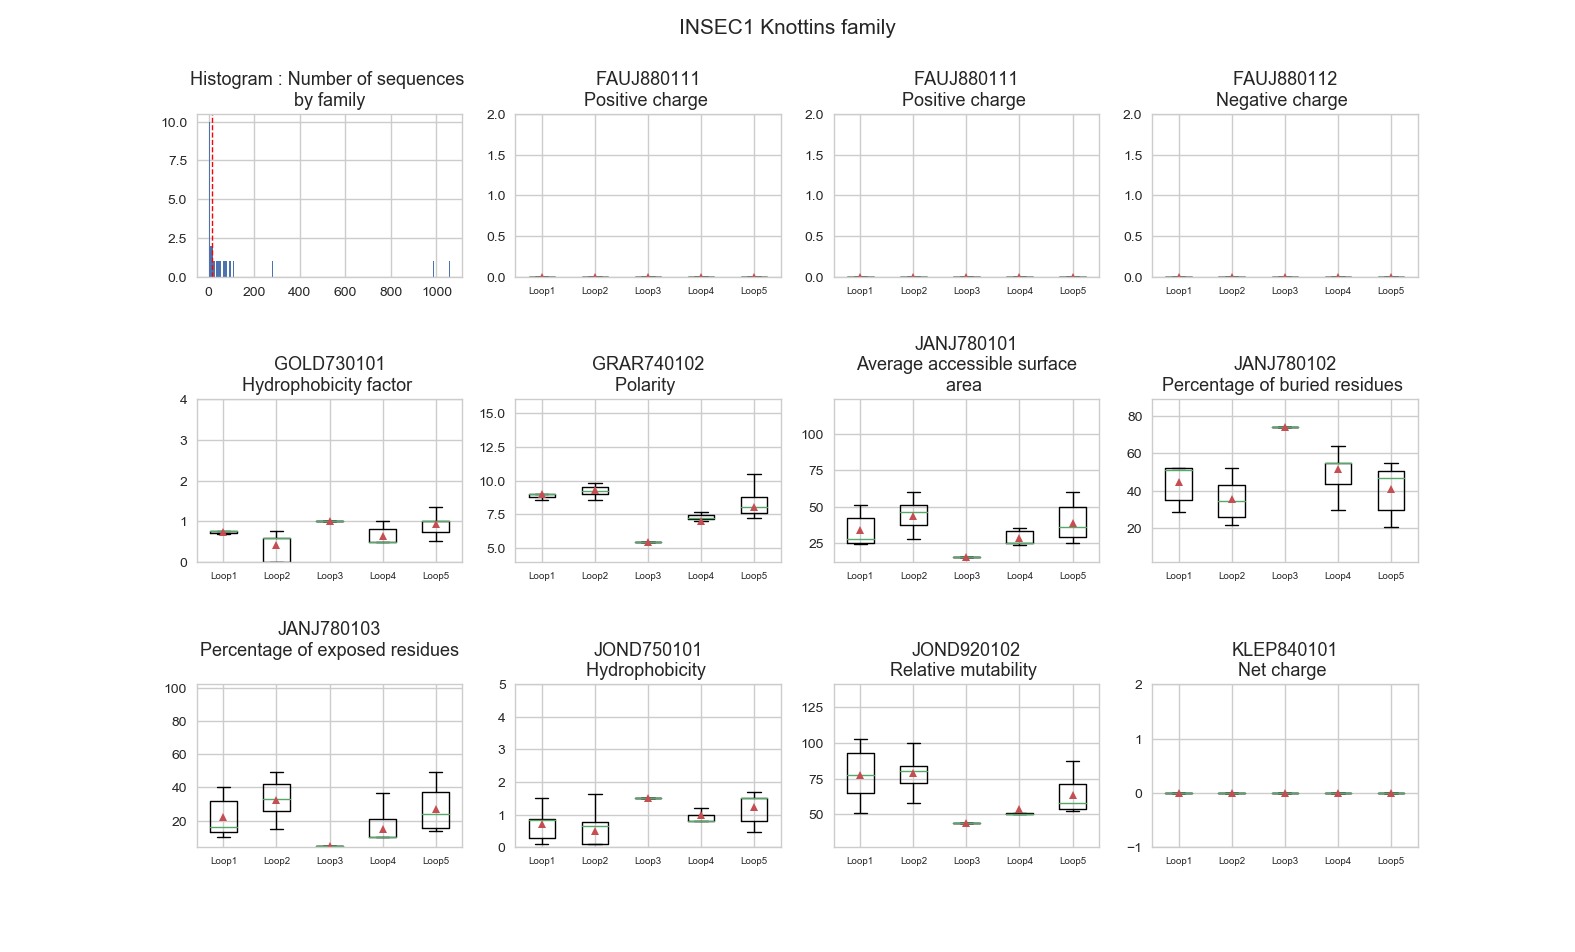 INSEC1 Knottins family
Histogram : Number of sequences
by family
10.0
7.5
5.0
2.5
0.0
0 200 400 600 800 1000
FAUJ880111
Positive charge
2.0
1.5
1.0
0.5
0.0
Loop1 Loop2 Loop3 Loop4 Loop5
FAUJ880111
Positive charge
2.0
1.5
1.0
0.5
0.0
Loop1 Loop2 Loop3 Loop4 Loop5
FAUJ880112
Negative charge
2.0
1.5
1.0
0.5
0.0
Loop1 Loop2 Loop3 Loop4 Loop5
GOLD730101
Hydrophobicity factor
4
3
2
1
0
Loop1 Loop2 Loop3 Loop4 Loop5
GRAR740102
Polarity
15.0
12.5
10.0
7.5
5.0
Loop1 Loop2 Loop3 Loop4 Loop5
JANJ780101
Average accessible surface
area
100
75
50
25
Loop1 Loop2 Loop3 Loop4 Loop5
JANJ780102
Percentage of buried residues
80
60
40
20
Loop1 Loop2 Loop3 Loop4 Loop5
JANJ780103
Percentage of exposed residues
100
80
60
40
20
Loop1 Loop2 Loop3 Loop4 Loop5
JOND750101
Hydrophobicity
5
4
3
2
1
0
Loop1 Loop2 Loop3 Loop4 Loop5
JOND920102
Relative mutability
125
100
75
50
Loop1 Loop2 Loop3 Loop4 Loop5
KLEP840101
Net charge
2
1
0
−1
Loop1 Loop2 Loop3 Loop4 Loop5